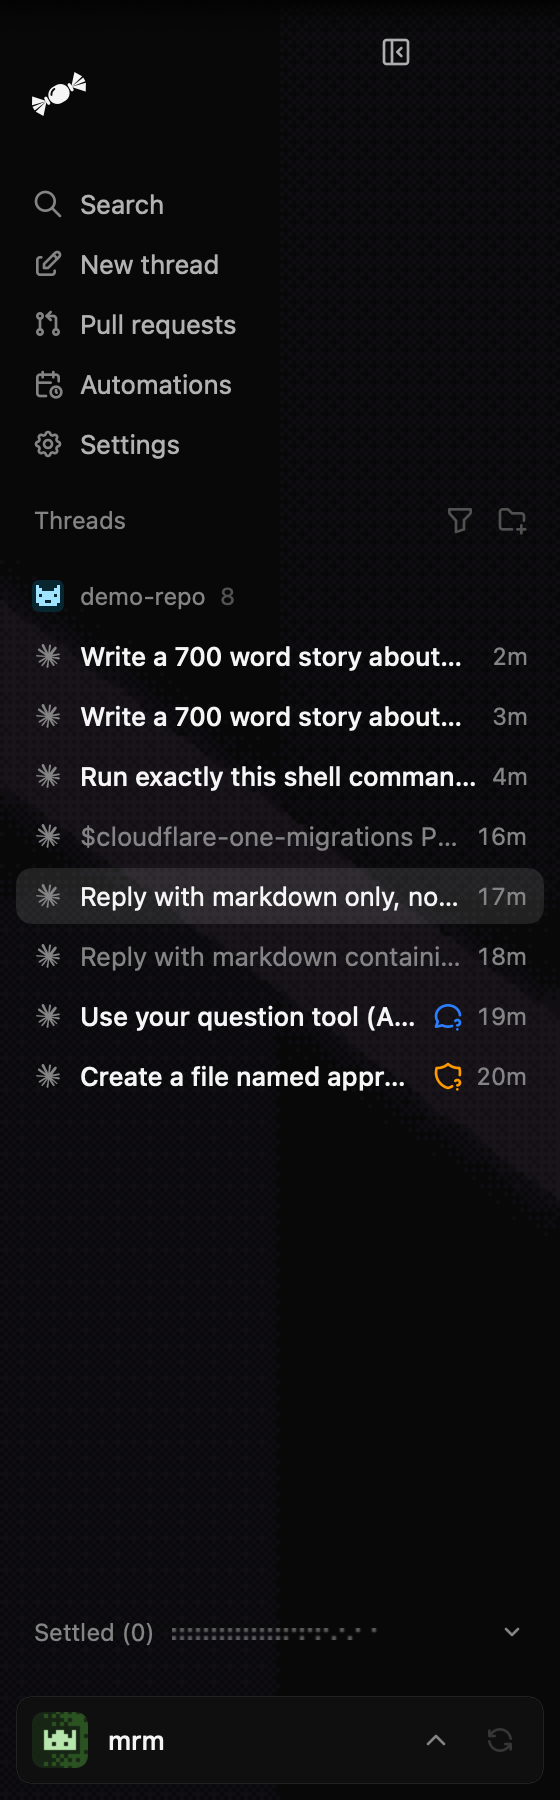 Search
New thread
Pull requests
Automations
Settings
Threads
demo-repo 8
Write a 700 word story about... 2m
Write a 700 word story about... 3m
Run exactly this shell comman... 4m
$cloudflare-one-migrations P... 16m
Reply with markdown only, no... 17m
Reply with markdown containi... 18m
Use your question tool (A... 19m
Create a file named appr... 20m
Settled (0)
mrm